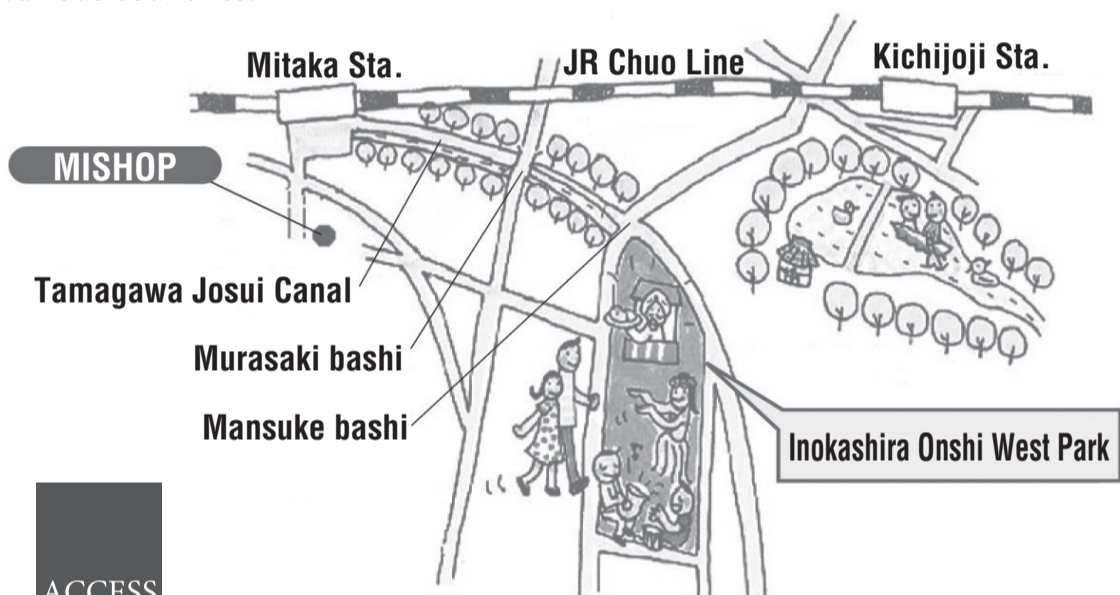 Mitaka Sta.
JR Chuo Line
Kichijoji Sta.
MISHOP
Tamagawa Josui Canal
Murasaki bashi
Mansuke bashi
Inokashira Onshi West Park
ACCESS